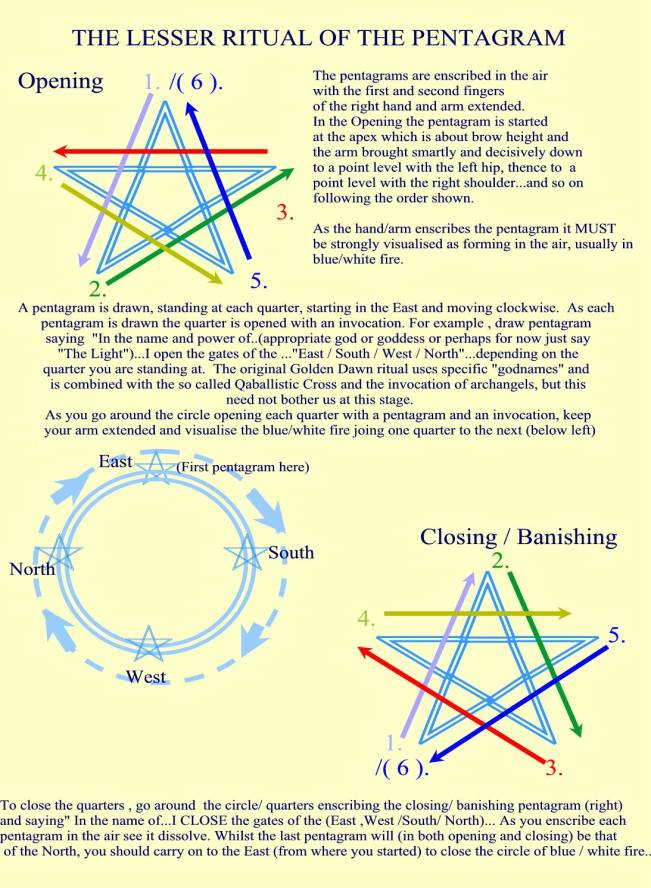 THE LESSER RITUAL OF THE PENTAGRAM
Opening
1. /( 6 ).
4.
3.
2.
5.
The pentagrams are enscribed in the air
with the first and second fingers
of the right hand and arm extended.
In the Opening the pentagram is started
at the apex which is about brow height and
the arm brought smartly and decisively down
to a point level with the left hip, thence to a
point level with the right shoulder...and so on
following the order shown.
As the hand/arm enscribes the pentagram it MUST
be strongly visualised as forming in the air, usually in
blue/white fire.
A pentagram is drawn, standing at each quarter, starting in the East and moving clockwise. As each
pentagram is drawn the quarter is opened with an invocation. For example , draw pentagram
saying "In the name and power of..(appropriate god or goddess or perhaps for now just say
"The Light")...I open the gates of the ..."East / South / West / North"...depending on the
quarter you are standing at. The original Golden Dawn ritual uses specific "godnames" and
is combined with the so called Qaballistic Cross and the invocation of archangels, but this
need not bother us at this stage.
As you go around the circle opening each quarter with a pentagram and an invocation, keep
your arm extended and visualise the blue/white fire joing one quarter to the next (below left)
East
(First pentagram here)
South
North
West
Closing / Banishing
2.
4.
5.
1.
/( 6 ).
3.
To close the quarters , go around the circle/ quarters enscribing the closing/ banishing pentagram (right)
and saying" In the name of...I CLOSE the gates of the (East ,West /South/ North)... As you enscribe each
pentagram in the air see it dissolve. Whilst the last pentagram will (in both opening and closing) be that
of the North, you should carry on to the East (from where you started) to close the circle of blue / white fire..